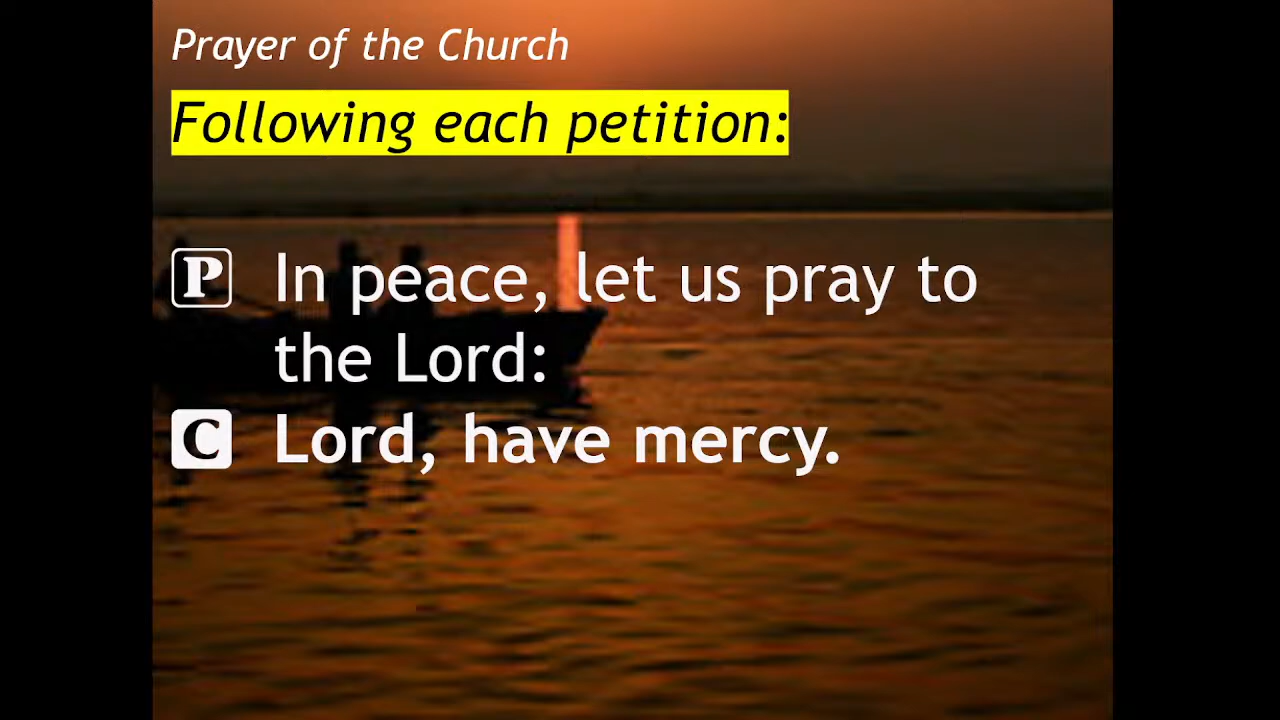 Prayer of the Church
Following each petition:
P In peace, let us pray to
the Lord:
C Lord, have mercy.